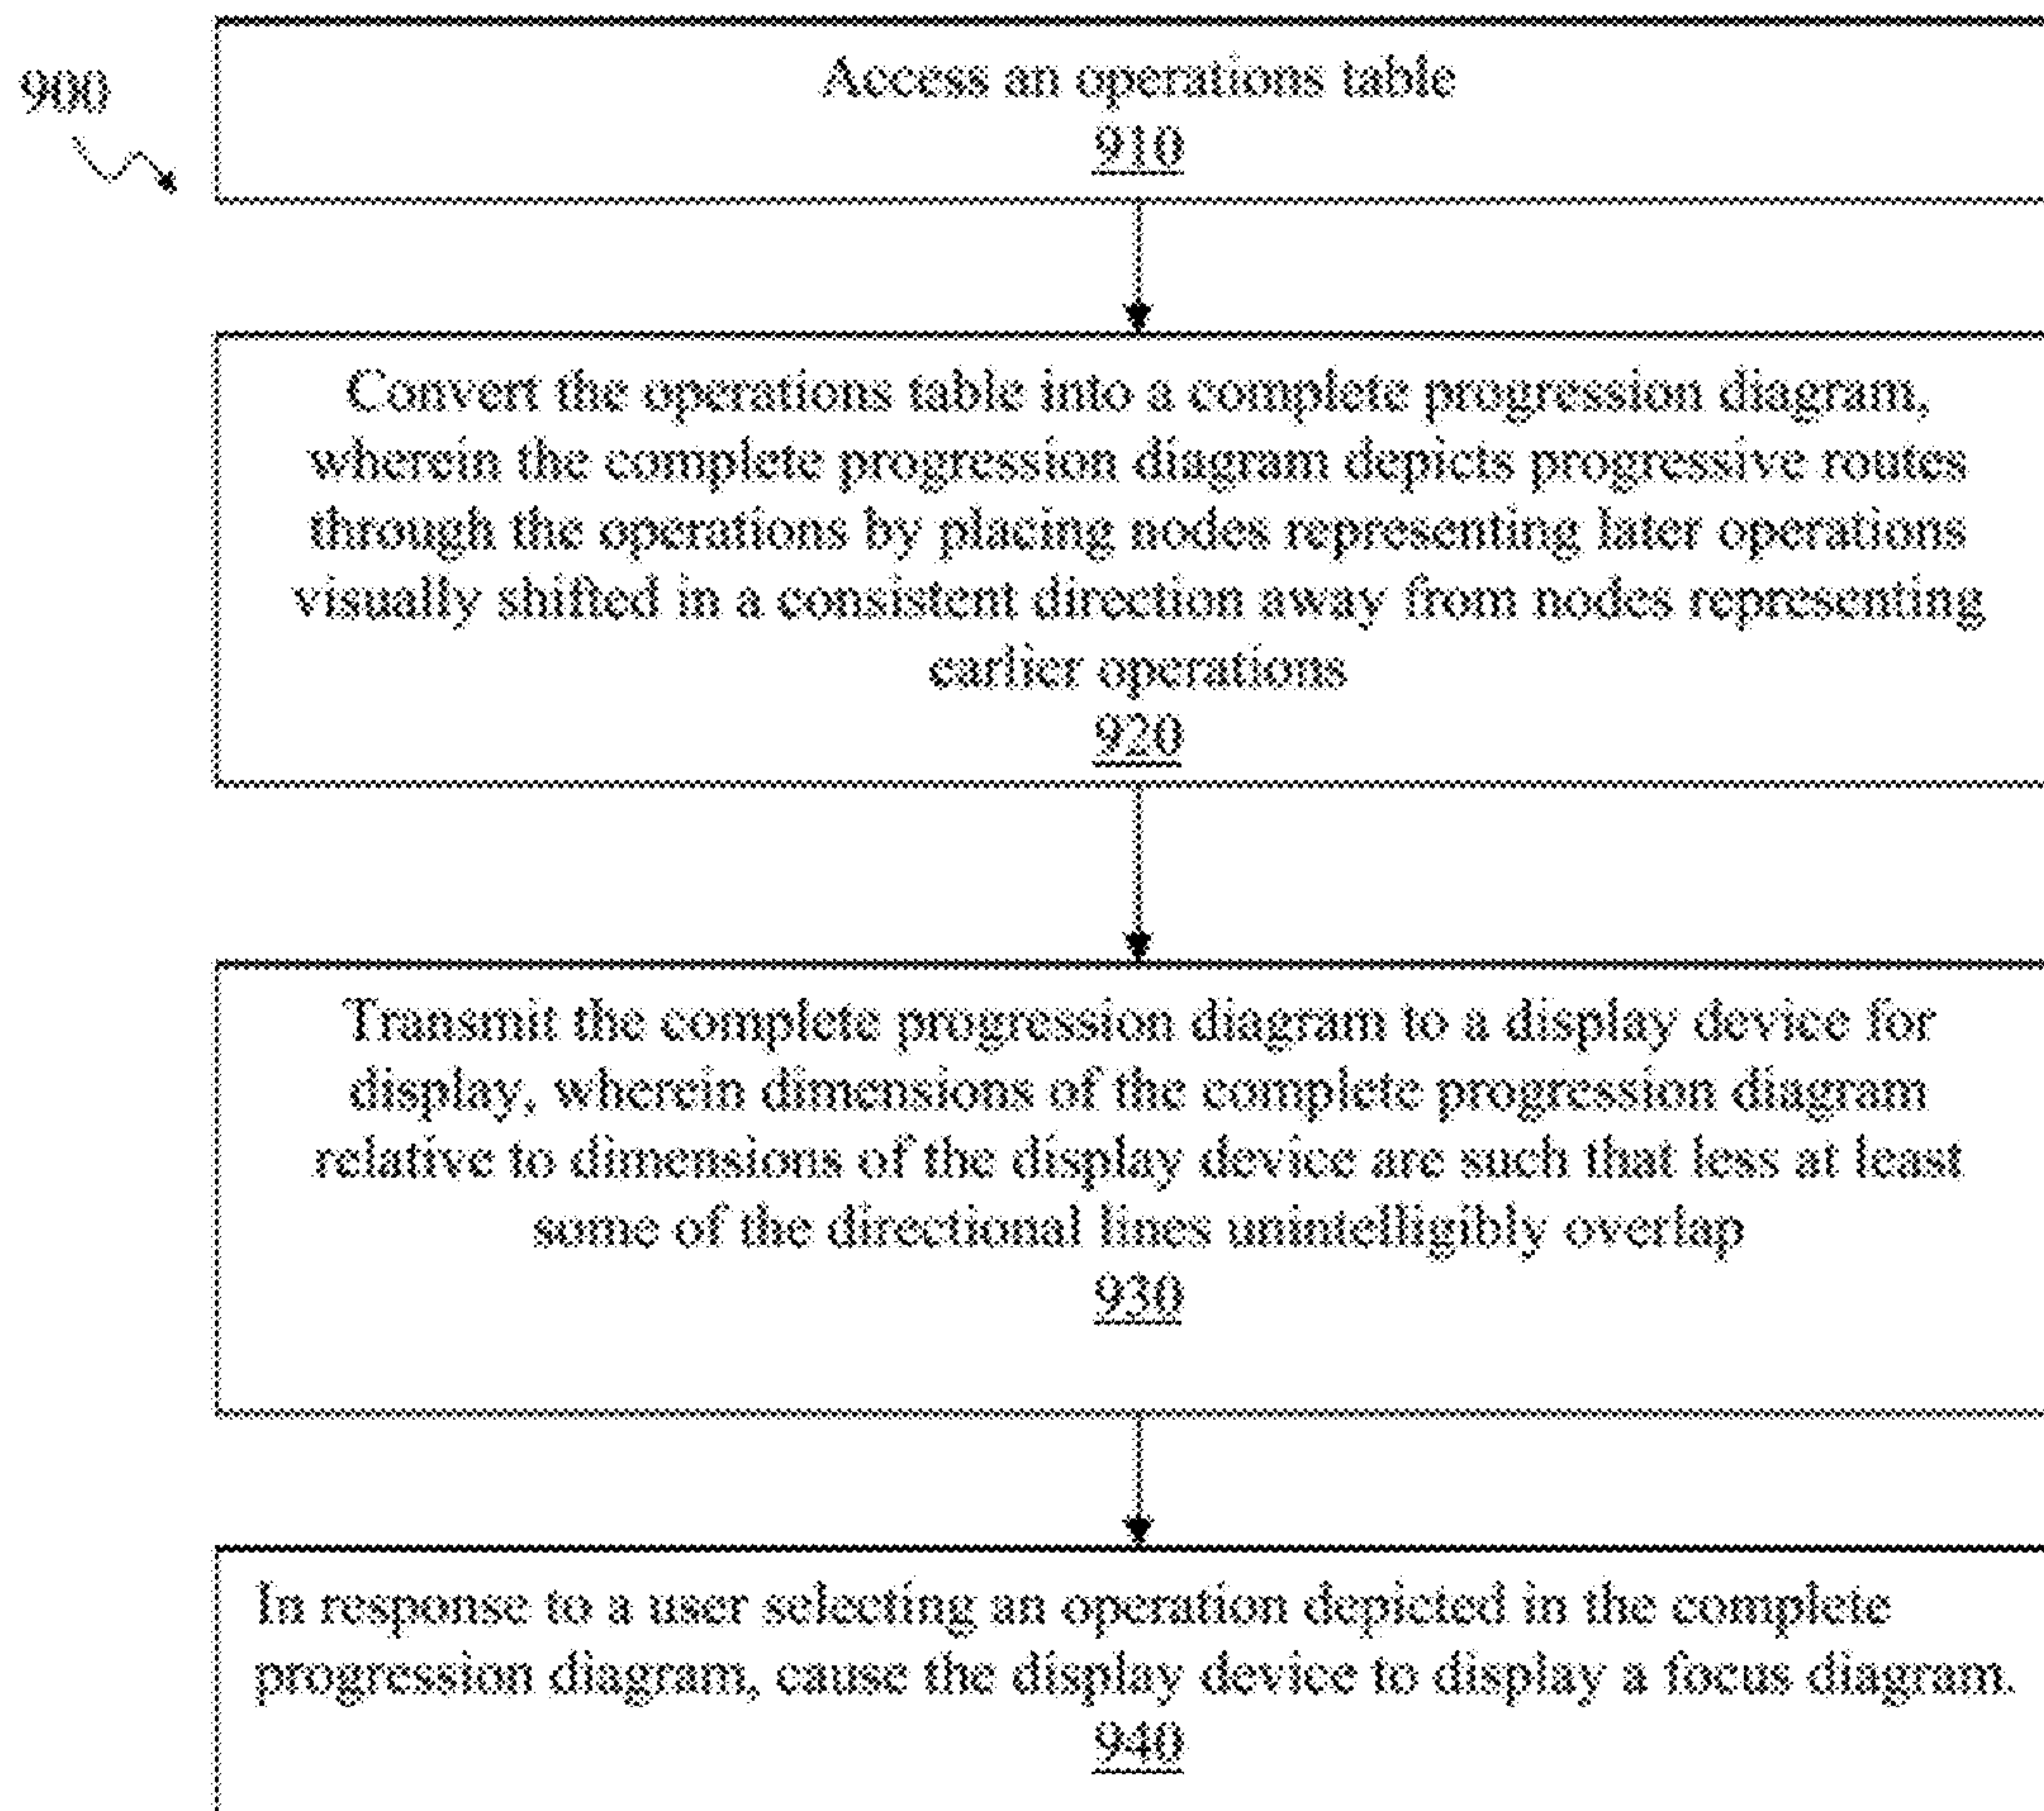 900
Access an operations table
910
Convert the operations table into a complete progression diagram,
wherein the complete progression diagram depicts progressive routes
through the operations by placing nodes representing later operations
visually shifted in a consistent direction away from nodes representing
earlier operations
920
Transmit the complete progression diagram to a display device for
display, wherein dimensions of the complete progression diagram
relative to dimensions of the display device are such that less at least
some of the directional lines unintelligibly overlap
930
In response to a user selecting an operation depicted in the complete
progression diagram, cause the display device to display a focus diagram.
940